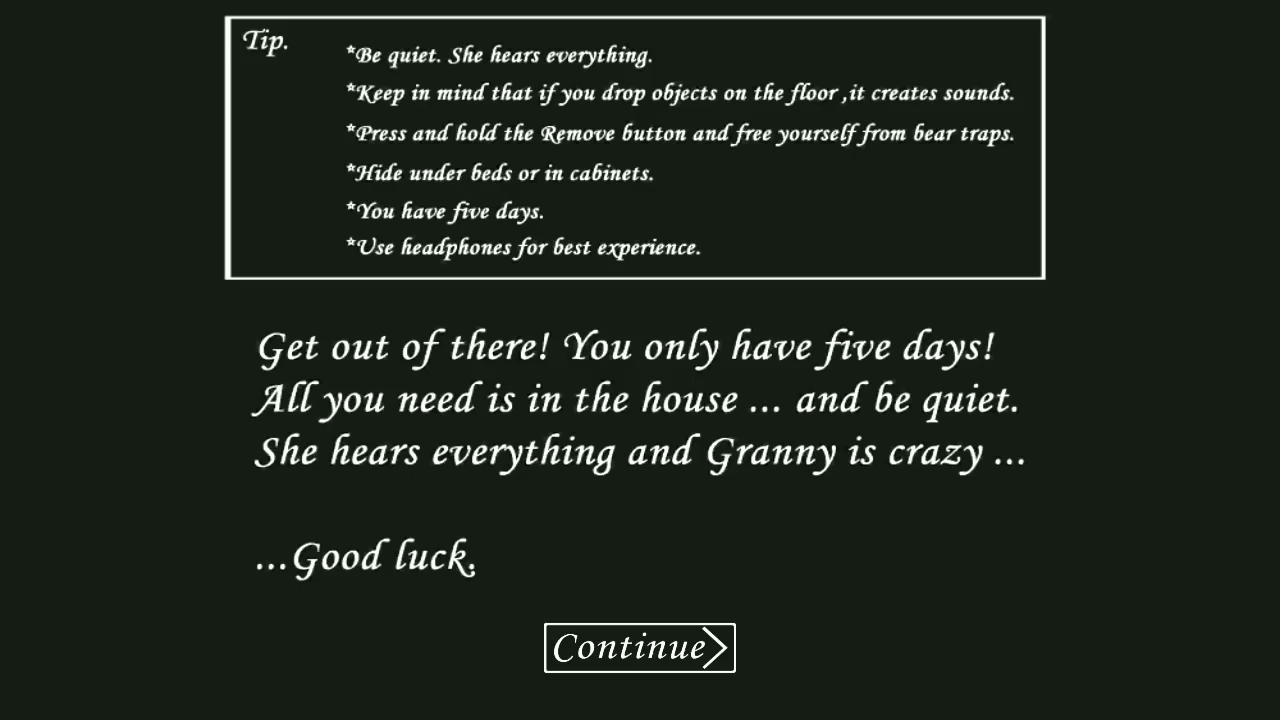 Tip.
*Be quiet. She hears everything.
*Keep in mind that if you drop objects on the floor ,it creates sounds.
*Press and hold the Remove button and free yourself from bear traps.
*Hide under beds or in cabinets.
*You have five days.
*Use headphones for best experience.
Get out of there! You only have five days!
All you need is in the house ... and be quiet.
She hears everything and Granny is crazy ...
...Good luck.
Continue>